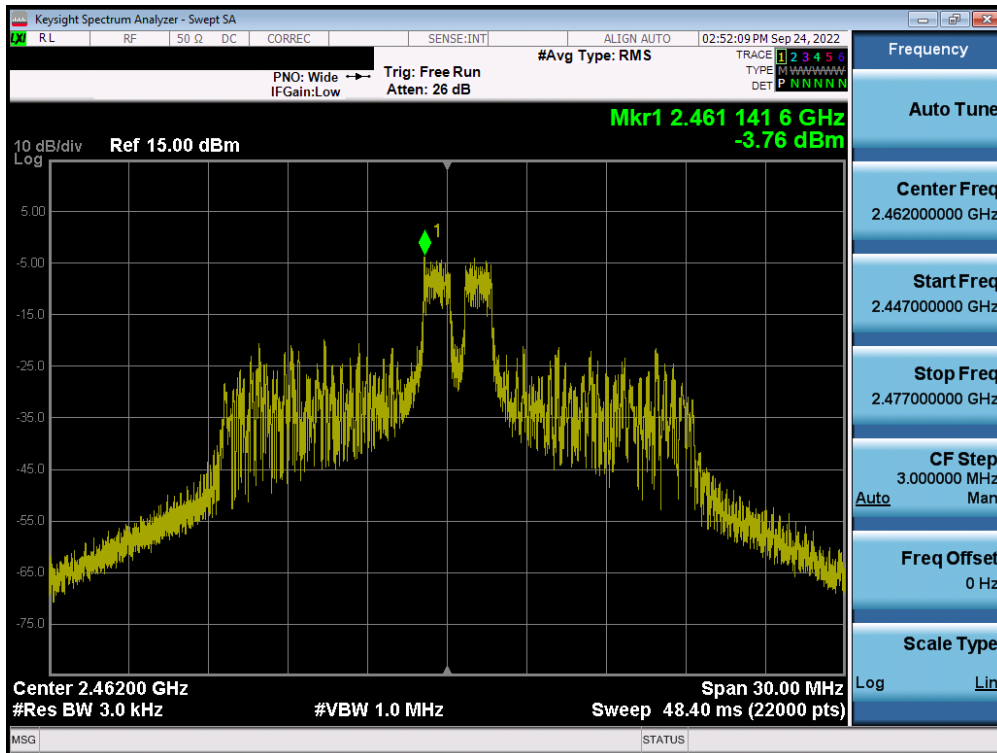 Keysight Spectrum Analyzer - Swept SA
LXI RL RF 50 Ω DC CORREC SENSE:INT ALIGN AUTO 02:52:09 PM Sep 24, 2022
PNO: Wide
IFGain:Low
Trig: Free Run
Atten: 26 dB
#Avg Type: RMS
TRACE 1 2 3 4 5 6
TYPE M WWWWW
DET P N N N N N
Mkr1 2.461 141 6 GHz
-3.76 dBm
10 dB/div Ref 15.00 dBm
Log
5.00
-5.00
-15.0
-25.0
-35.0
-45.0
-55.0
-65.0
-75.0
1
Center 2.46200 GHz Span 30.00 MHz
#Res BW 3.0 kHz #VBW 1.0 MHz Sweep 48.40 ms (22000 pts)
MSG STATUS
Frequency
Auto Tune
Center Freq
2.462000000 GHz
Start Freq
2.447000000 GHz
Stop Freq
2.477000000 GHz
CF Step
3.000000 MHz
Auto Man
Freq Offset
0 Hz
Scale Type
Log Lin